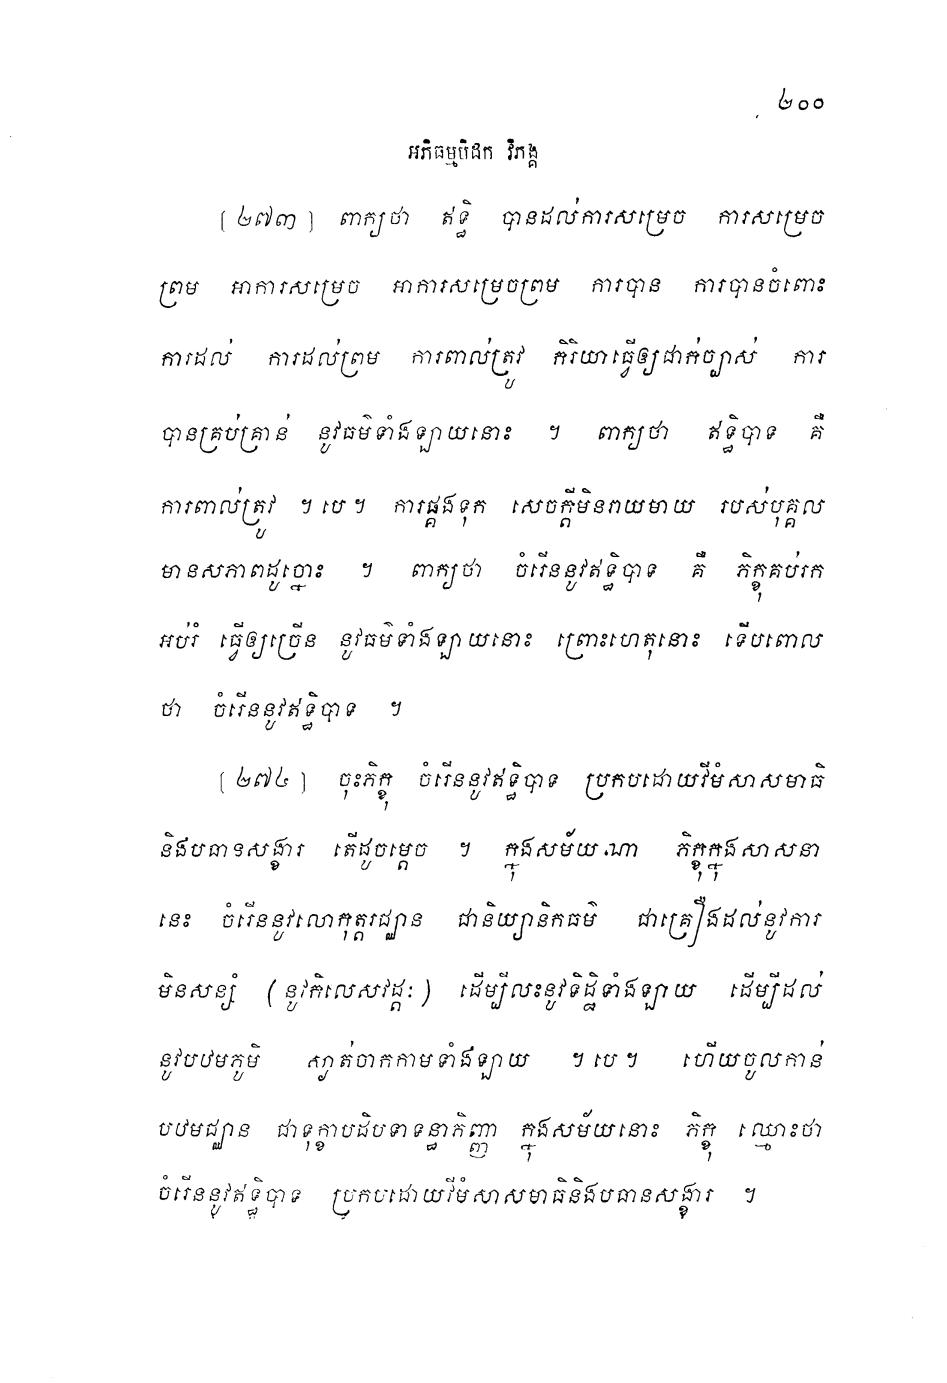 ២០០
អភិធម្មបិដក វិភង្គ
[ ២៧៣ ] ពាក្យថា ឥទ្ធិ បានដល់ការសម្រេច ការសម្រេច
ព្រម អាការសម្រេច អាការសម្រេចព្រម ការបាន ការបានចំពោះ
ការដល់ ការដល់ព្រម ការពាល់ត្រូវ កិរិយាធ្វើឲ្យជាក់ច្បាស់ ការ
បានគ្រប់គ្រាន់ នូវធម៌ទាំងឡាយនោះ ។ ពាក្យថា ឥទ្ធិបាទ គឺ
ការពាល់ត្រូវ ។ បេ ។ ការផ្គងទុក សេចក្តីមិនរាយមាយ របស់បុគ្គល
មានសភាពដូច្នោះ ។ ពាក្យថា ចំរើននូវឥទ្ធិបាទ គឺ ភិក្ខុគប់រក
អប់រំ ធ្វើឲ្យច្រើន នូវធម៌ទាំងឡាយនោះ ព្រោះហេតុនោះ ទើបពោល
ថា ចំរើននូវឥទ្ធិបាទ ។
[ ២៧៤ ] ចុះភិក្ខុ ចំរើននូវឥទ្ធិបាទ ប្រកបដោយវីមំសាសមាធិ
និងបធានសង្ខារ តើដូចម្តេច ។ ក្នុងសម័យណា ភិក្ខុក្នុងសាសនា
នេះ ចំរើននូវលោកុត្តរជ្ឈាន ជានិយ្យានិកធម៌ ជាគ្រឿងដល់នូវការ
មិនសន្សំ (នូវកិលេសវដ្តៈ) ដើម្បីលះនូវទិដ្ឋិទាំងឡាយ ដើម្បីដល់
នូវបឋមភូមិ ស្ងាត់ចាកកាមទាំងឡាយ ។ បេ ។ ហើយចូលកាន់
បឋមជ្ឈាន ជាទុក្ខាបដិបទាទន្ធាភិញ្ញា ក្នុងសម័យនោះ ភិក្ខុ ឈ្មោះថា
ចំរើននូវឥទ្ធិបាទ ប្រកបដោយវីមំសាសមាធិនិងបធានសង្ខារ ។